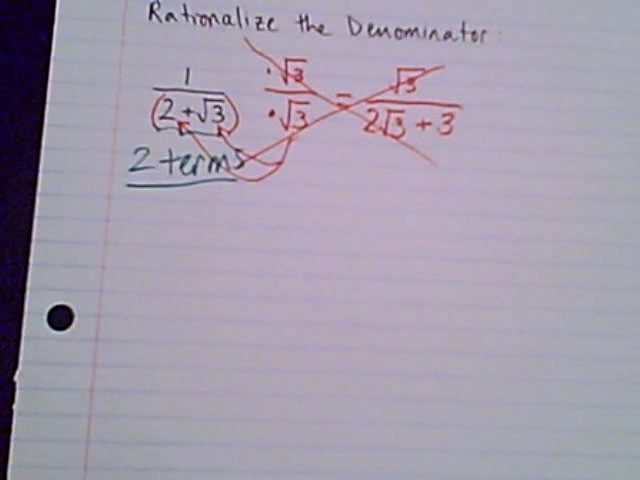 Rationalize the Denominator:
1 / (2 + √3) · √3 / · √3 = √3 / 2√3 + 3
2 terms